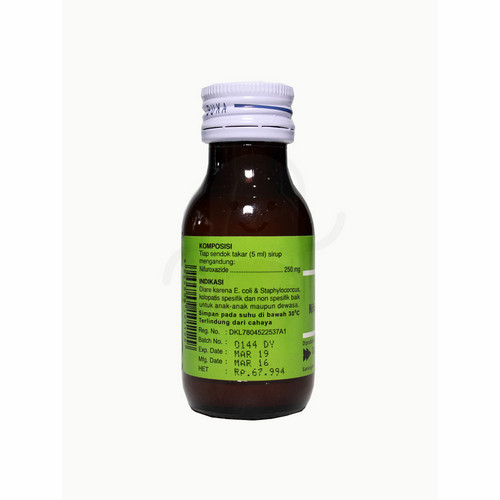 KOMPOSISI
Tiap sendok takar (5 ml) sirup
mengandung:
Nifuroxazide 250 mg
INDIKASI
Diare karena E. coli & Staphylococcus,
kolopatis spesifik dan non spesifik baik
untuk anak-anak maupun dewasa.
Simpan pada suhu di bawah 30°C
Terlindung dari cahaya
Reg. No. : DKL7804522537A1
Batch No. : 0144 DY
Exp. Date : MAR 19
Mfg. Date : MAR 16
HET : Rp.67.994